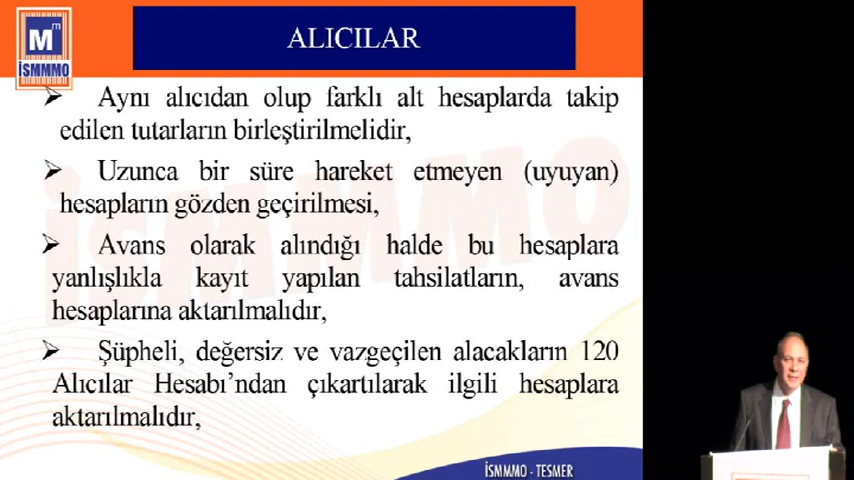 ALICILAR
Mm
İSMMMO
➢ Aynı alıcıdan olup farklı alt hesaplarda takip
edilen tutarların birleştirilmelidir,
➢ Uzunca bir süre hareket etmeyen (uyuyan)
hesapların gözden geçirilmesi,
➢ Avans olarak alındığı halde bu hesaplara
yanlışlıkla kayıt yapılan tahsilatların, avans
hesaplarına aktarılmalıdır,
➢ Şüpheli, değersiz ve vazgeçilen alacakların 120
Alıcılar Hesabı’ndan çıkartılarak ilgili hesaplara
aktarılmalıdır,
İSMMMO
İSMMMO - TESMER